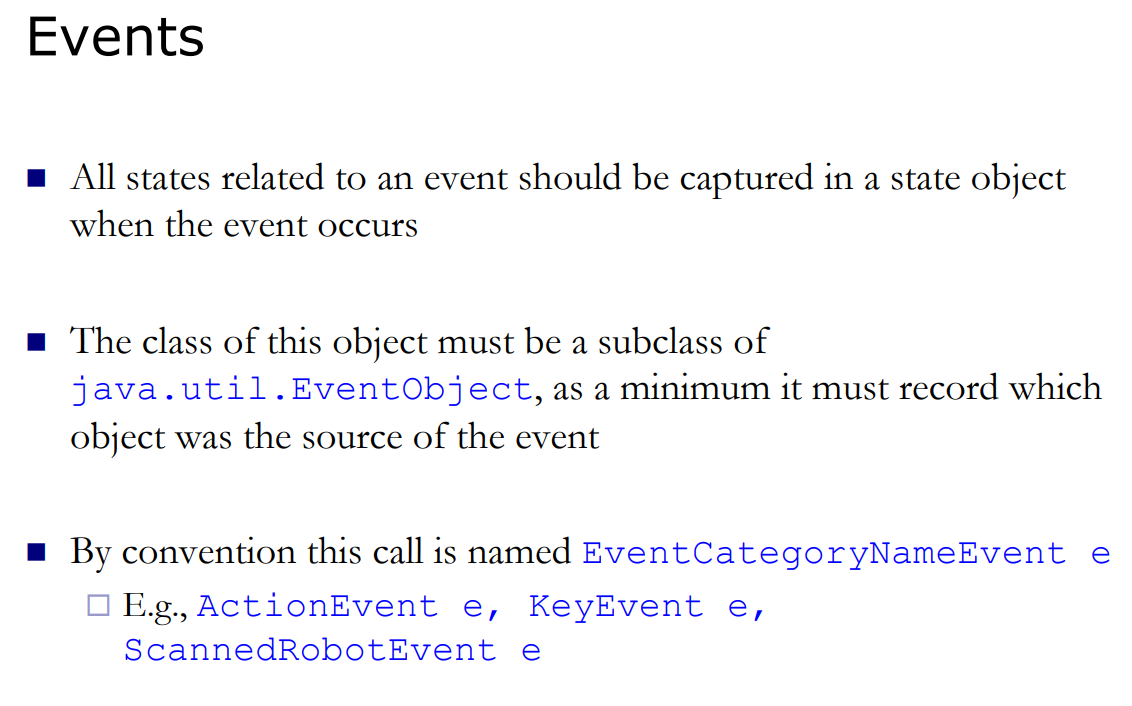 Events
All states related to an event should be captured in a state object
when the event occurs
The class of this object must be a subclass of
java.util.EventObject, as a minimum it must record which
object was the source of the event
By convention this call is named EventCategoryNameEvent e
E.g., ActionEvent e, KeyEvent e,
ScannedRobotEvent e